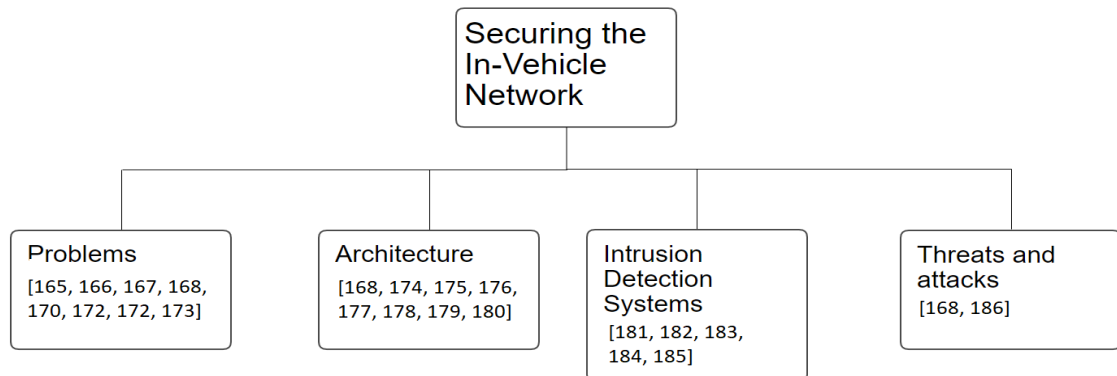 Securing the
In-Vehicle
Network
Problems
[165, 166, 167, 168,
170, 172, 172, 173]
Architecture
[168, 174, 175, 176,
177, 178, 179, 180]
Intrusion
Detection
Systems
[181, 182, 183,
184, 185]
Threats and
attacks
[168, 186]